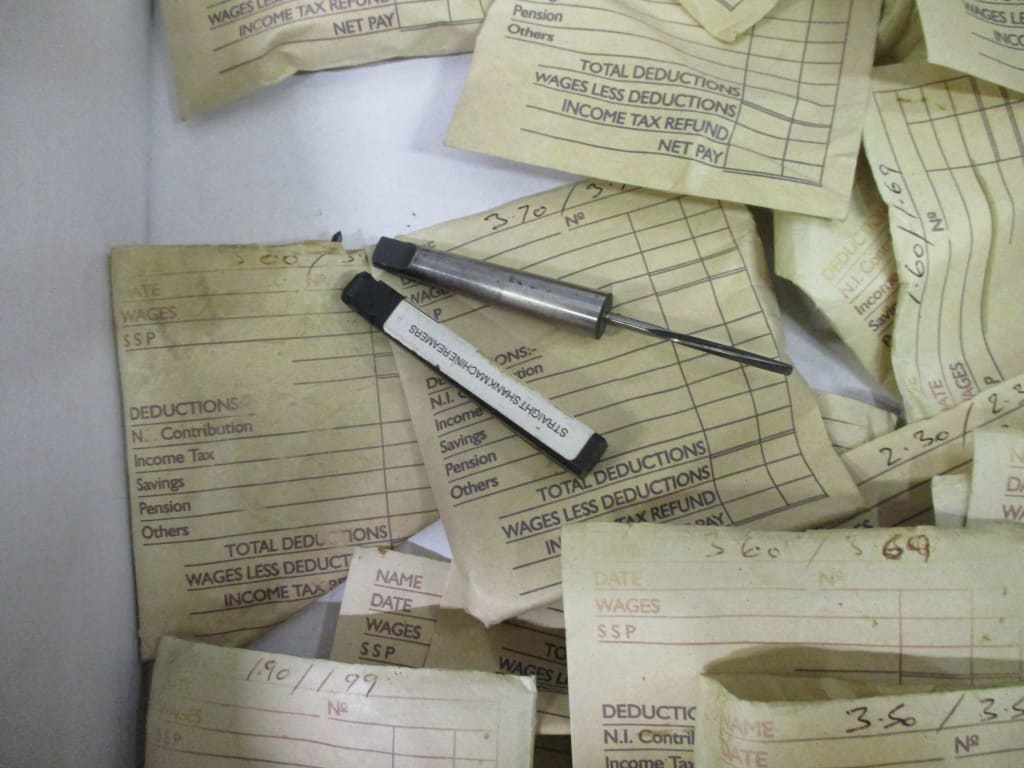 WAGES LESS DEDUCTIONS
INCOME TAX REFUND
NET PAY
Pension
Others
TOTAL DEDUCTIONS
WAGES LESS DEDUCTIONS
INCOME TAX REFUND
NET PAY
WAGES
1.60/1.69
Nº
DEDUCTIONS
N.I.
Income
DATE
WAGES
SSP
3.70 / 3.
Nº
DEDUCTIONS:-
N.I.
Income
Savings
Pension
Others
TOTAL DEDUCTIONS
WAGES LESS DEDUCTIONS
TAX REFUND
PAY
STRAIGHT SHANK MACHINE REAMERS
DATE
Nº
WAGES
SSP
DEDUCTIONS
N. Contribution
Income Tax
Savings
Pension
Others
TOTAL DEDUCTIONS
WAGES LESS DEDUCT
INCOME TAX
2.30 / 2.
NAME
DATE
WAGES
SSP
WAGES LESS
3 60 / 3 69
DATE
Nº
WAGES
SSP
DEDUCTIO
N.I. Contri
Income Tax
1.90 / 1.99
Nº
SSP
NAME
DATE
3.50 / 3.5
Nº